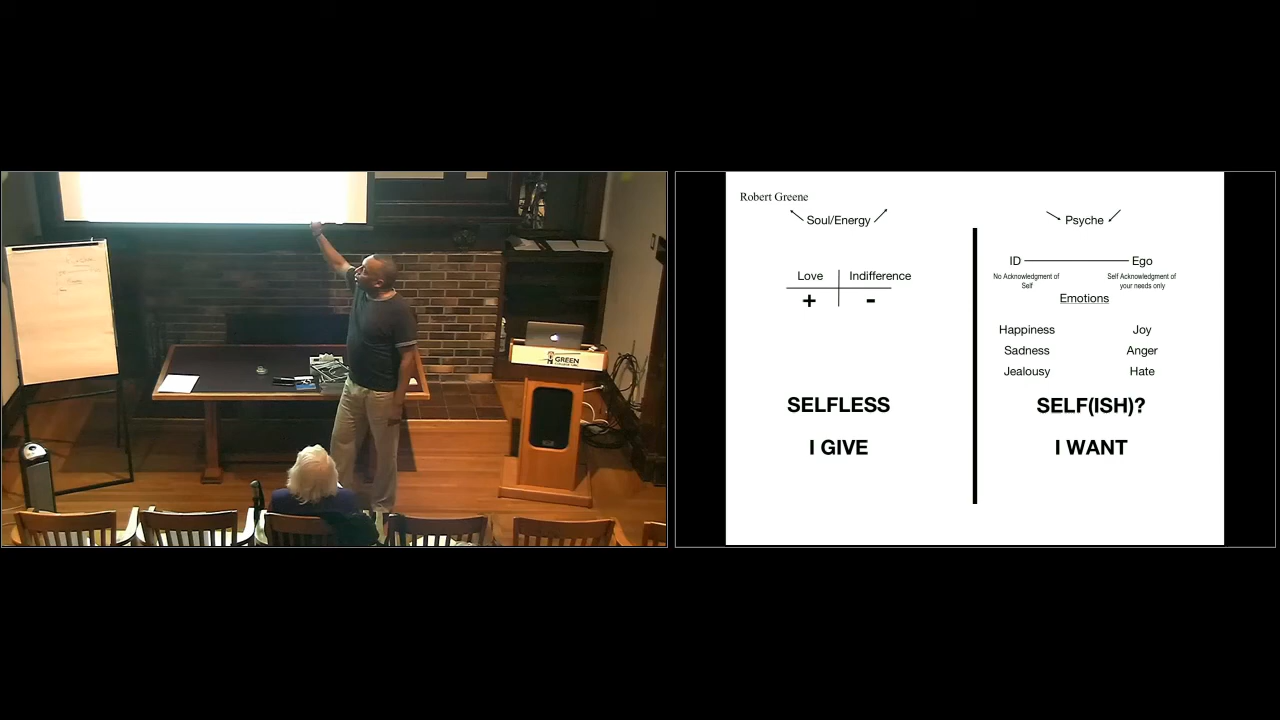 GREEN
Robert Greene
Soul/Energy
Love Indifference
+ -
SELFLESS
I GIVE
Psyche
ID Ego
No Acknowledgment of
Self
Self Acknowledgment of
your needs only
Emotions
Happiness Joy
Sadness Anger
Jealousy Hate
SELF(ISH)?
I WANT